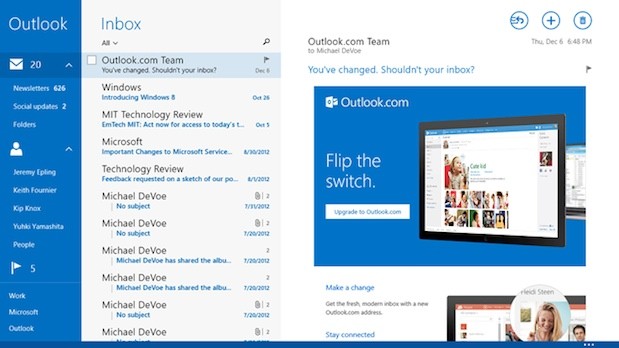 Outlook
20
Newsletters 626
Social updates 2
Folders
Jeremy Epling
Keith Fournier
Kip Knox
Yuhki Yamashita
People
5
Work
Microsoft
Outlook
Inbox
All
Outlook.com Team
You've changed. Shouldn't your inbox?
Dec 6
Windows
Introducing Windows 8
Oct 26
MIT Technology Review
EmTech MIT: Act now for access to today's t...
Oct 5
Microsoft
Important Changes to Microsoft Service...
8/30/2012
Technology Review
Feedback requested on a sketch of our po...
8/6/2012
Michael DeVoe
2
No subject
7/31/2012
Michael DeVoe
2
No subject
7/20/2012
Michael DeVoe
2
Michael DeVoe has shared the albu...
7/20/2012
Michael DeVoe
2
No subject
7/20/2012
Michael DeVoe
2
Michael DeVoe has shared the albu...
7/20/2012
Outlook.com Team
to Michael DeVoe
Thu, Dec 6 6:48 PM
You've changed. Shouldn't your inbox?
Outlook.com
Flip the
switch.
Upgrade to Outlook.com
Make a change
Get the fresh, modern inbox with a new
Outlook.com address.
Stay connected
Heidi Steen